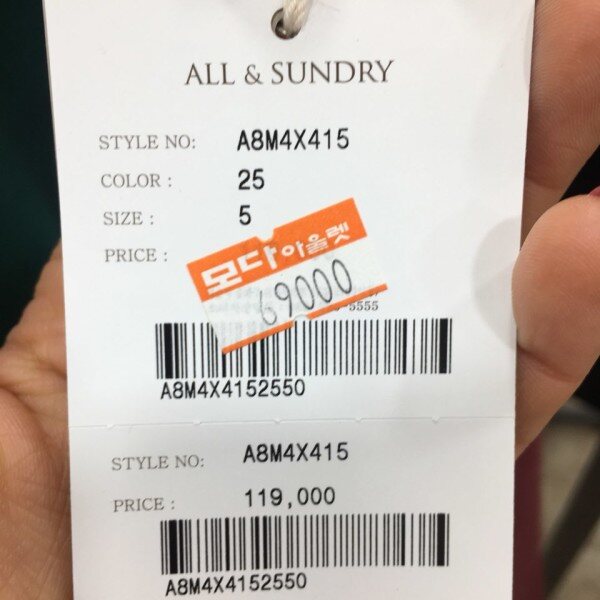 ALL & SUNDRY
STYLE NO: A8M4X415
COLOR : 25
SIZE : 5
PRICE :
모다아울렛
69000
5555
A8M4X4152550
STYLE NO: A8M4X415
PRICE : 119,000
A8M4X4152550